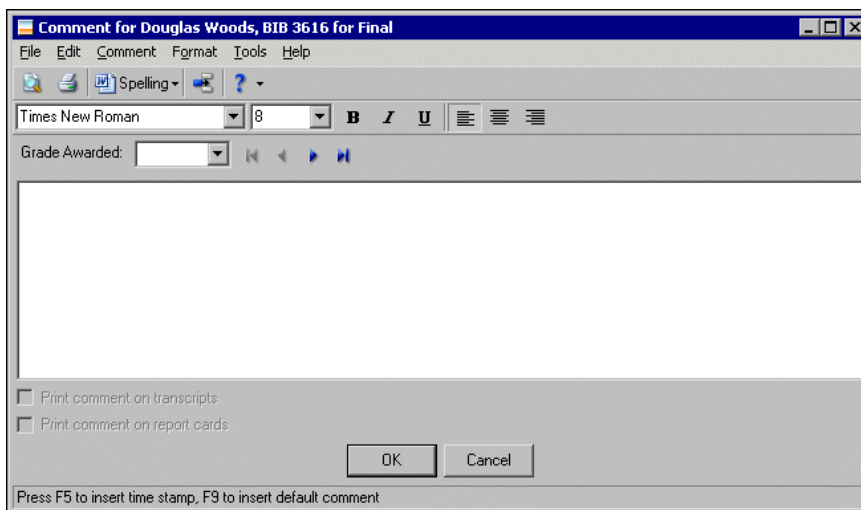 Comment for Douglas Woods, BIB 3616 for Final
File Edit Comment Format Tools Help
Spelling ?
Times New Roman 8 B I U
Grade Awarded:
Print comment on transcripts
Print comment on report cards
OK Cancel
Press F5 to insert time stamp, F9 to insert default comment